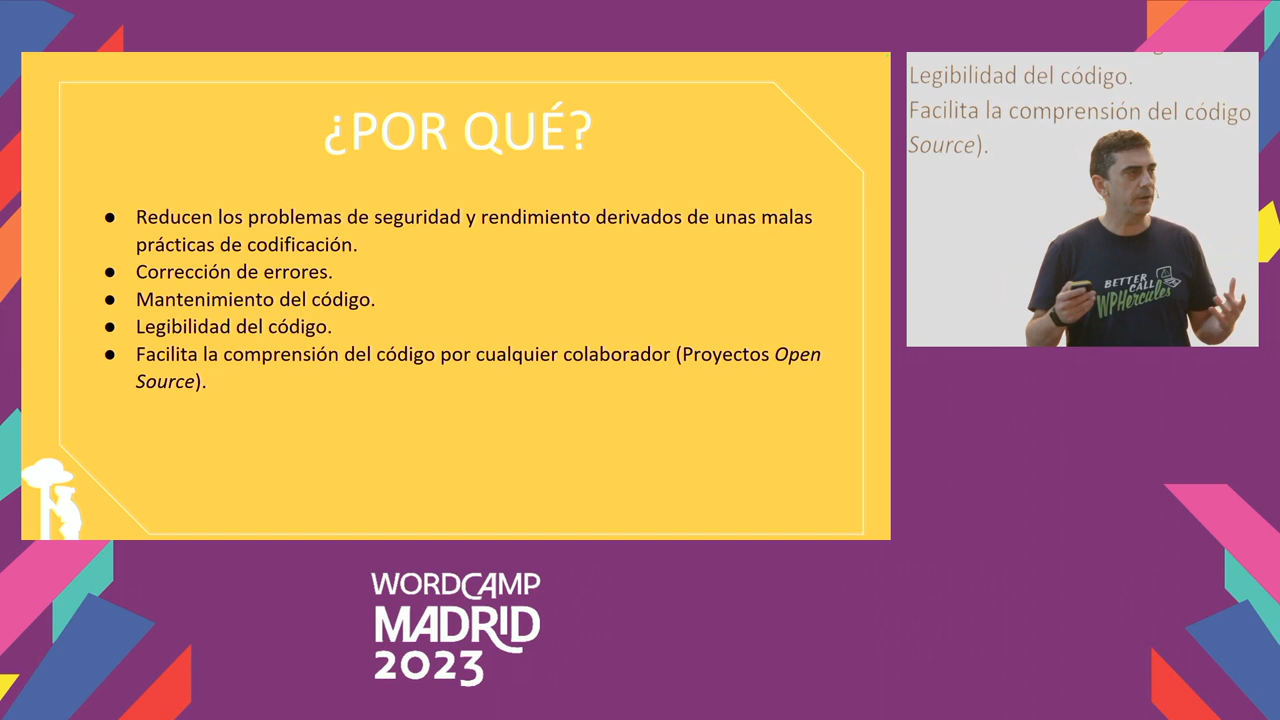 ¿POR QUÉ?
● Reducen los problemas de seguridad y rendimiento derivados de unas malas
prácticas de codificación.
● Corrección de errores.
● Mantenimiento del código.
● Legibilidad del código.
● Facilita la comprensión del código por cualquier colaborador (Proyectos Open
Source).
Legibilidad del código.
Facilita la comprensión del código
Source).
BETTER
CALL
WPHercules
WORDCAMP
MADRID
2023